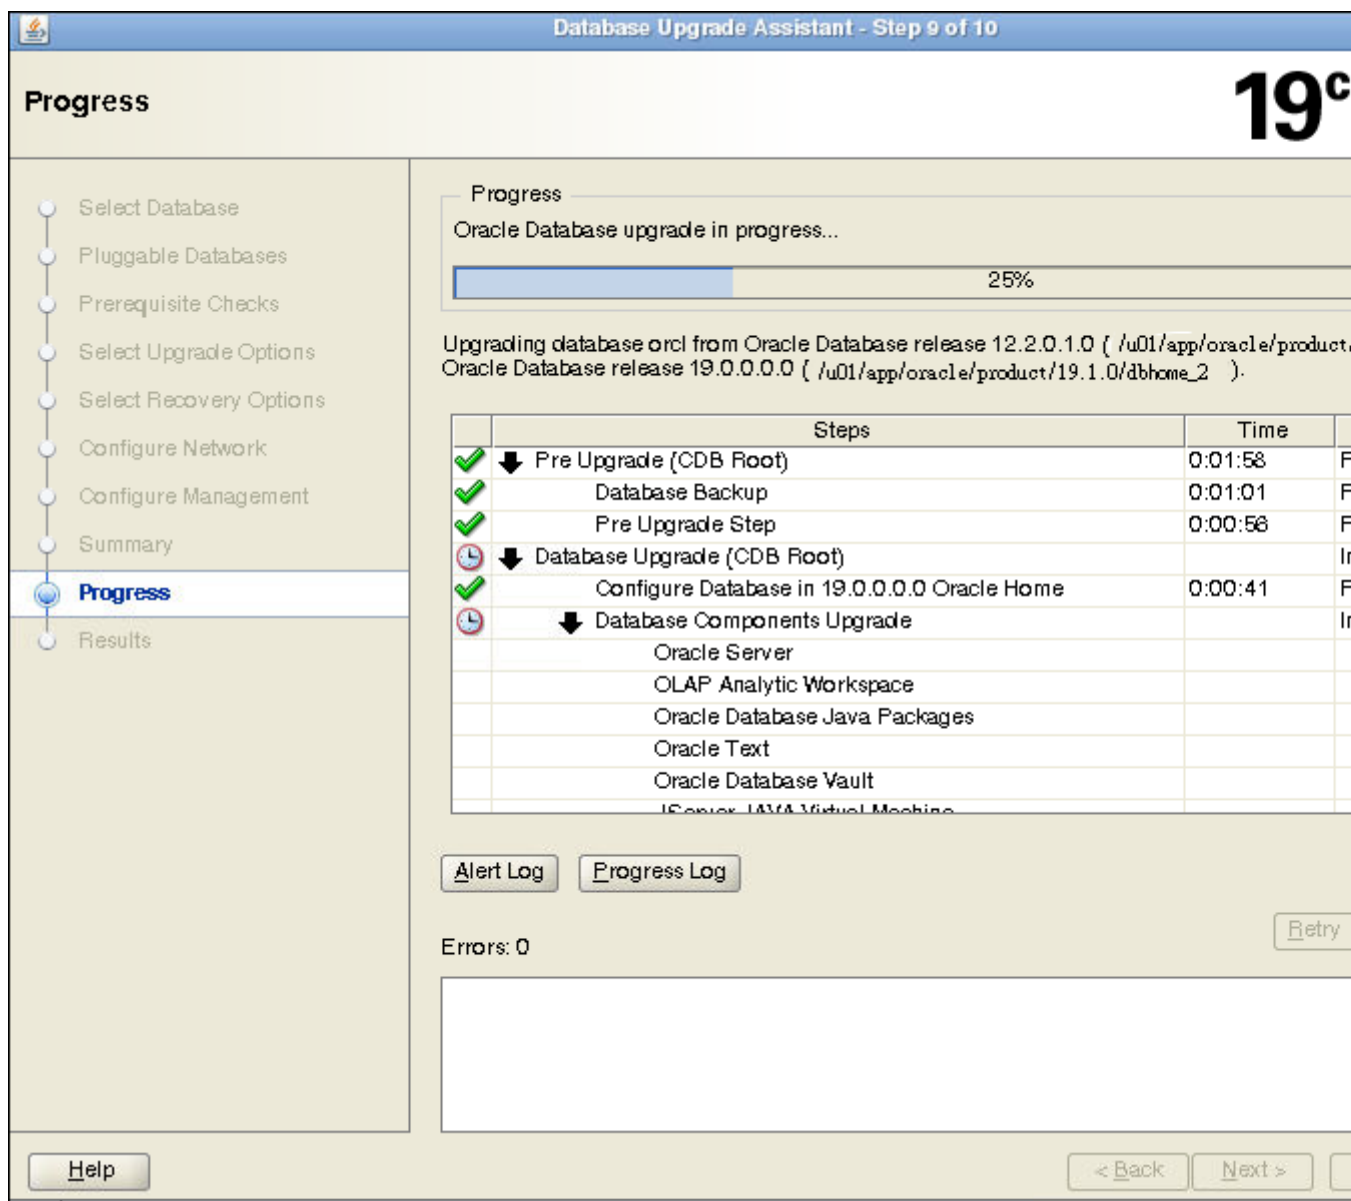 Database Upgrade Assistant - Step 9 of 10
Progress
19c
Select Database
Pluggable Databases
Prerequisite Checks
Select Upgrade Options
Select Recovery Options
Configure Network
Configure Management
Summary
Progress
Results
Progress
Oracle Database upgrade in progress...
25%
Upgrading database orcl from Oracle Database release 12.2.0.1.0 ( /u01/app/oracle/product/
Oracle Database release 19.0.0.0.0 ( /u01/app/oracle/product/19.1.0/dbhome_2 ).
Steps Time
Pre Upgrade (CDB Root) 0:01:58 F
Database Backup 0:01:01 F
Pre Upgrade Step 0:00:56 F
Database Upgrade (CDB Root) In
Configure Database in 19.0.0.0.0 Oracle Home 0:00:41 F
Database Components Upgrade In
Oracle Server
OLAP Analytic Workspace
Oracle Database Java Packages
Oracle Text
Oracle Database Vault
JServer JAVA Virtual Machine
Alert Log Progress Log
Retry
Errors: 0
Help < Back Next >